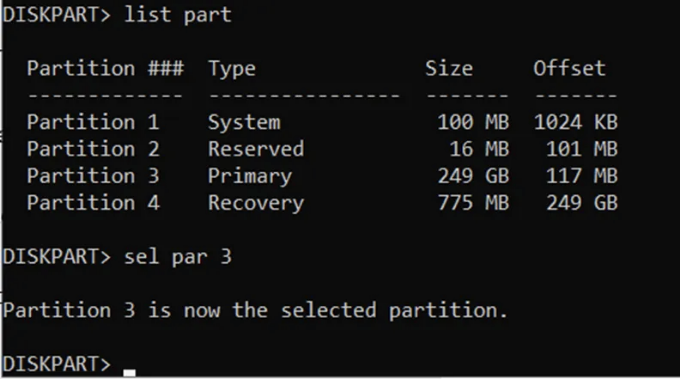 DISKPART> list part
Partition ### Type Size Offset
------------- ---------------- ------- -------
Partition 1 System 100 MB 1024 KB
Partition 2 Reserved 16 MB 101 MB
Partition 3 Primary 249 GB 117 MB
Partition 4 Recovery 775 MB 249 GB
DISKPART> sel par 3
Partition 3 is now the selected partition.
DISKPART>